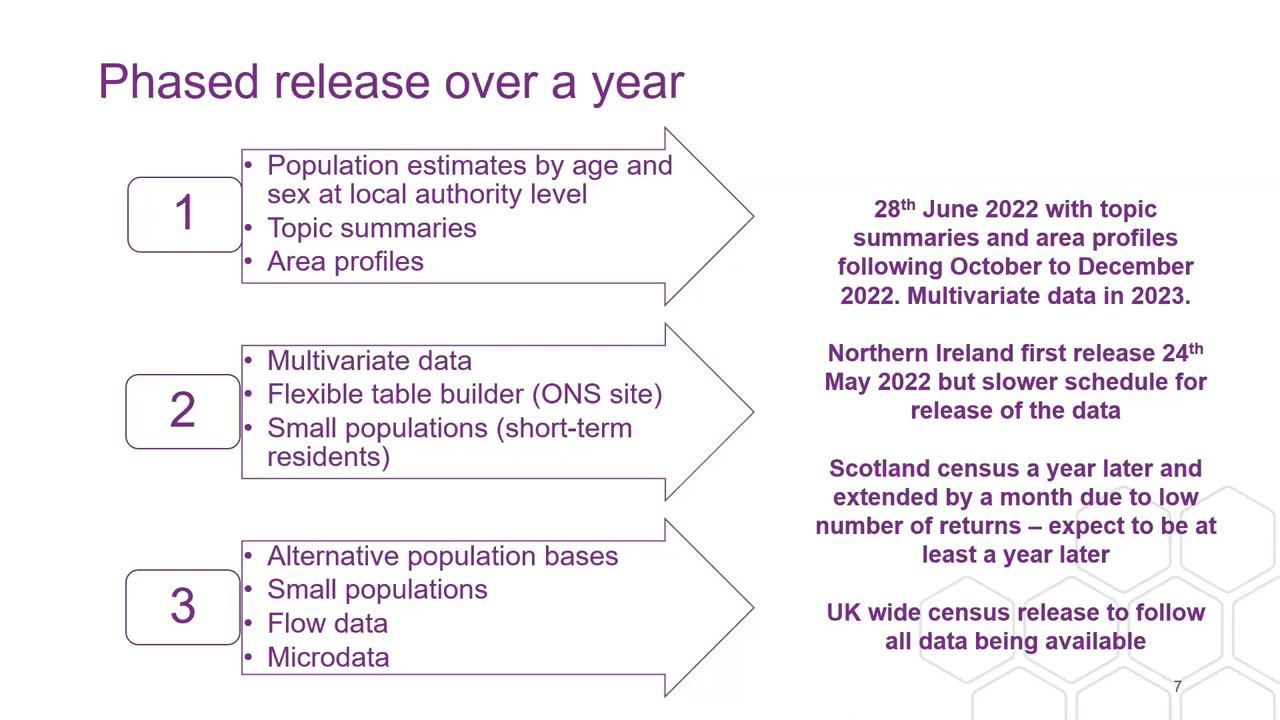 Phased release over a year
1
• Population estimates by age and
sex at local authority level
• Topic summaries
• Area profiles
2
• Multivariate data
• Flexible table builder (ONS site)
• Small populations (short-term
residents)
3
• Alternative population bases
• Small populations
• Flow data
• Microdata
28th June 2022 with topic
summaries and area profiles
following October to December
2022. Multivariate data in 2023.
Northern Ireland first release 24th
May 2022 but slower schedule for
release of the data
Scotland census a year later and
extended by a month due to low
number of returns – expect to be at
least a year later
UK wide census release to follow
all data being available
7